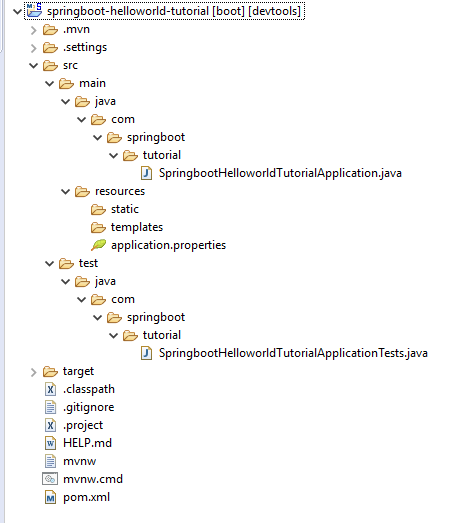 springboot-helloworld-tutorial [boot] [devtools]
.mvn
.settings
src
main
java
com
springboot
tutorial
SpringbootHelloworldTutorialApplication.java
resources
static
templates
application.properties
test
java
com
springboot
tutorial
SpringbootHelloworldTutorialApplicationTests.java
target
.classpath
.gitignore
.project
HELP.md
mvnw
mvnw.cmd
pom.xml